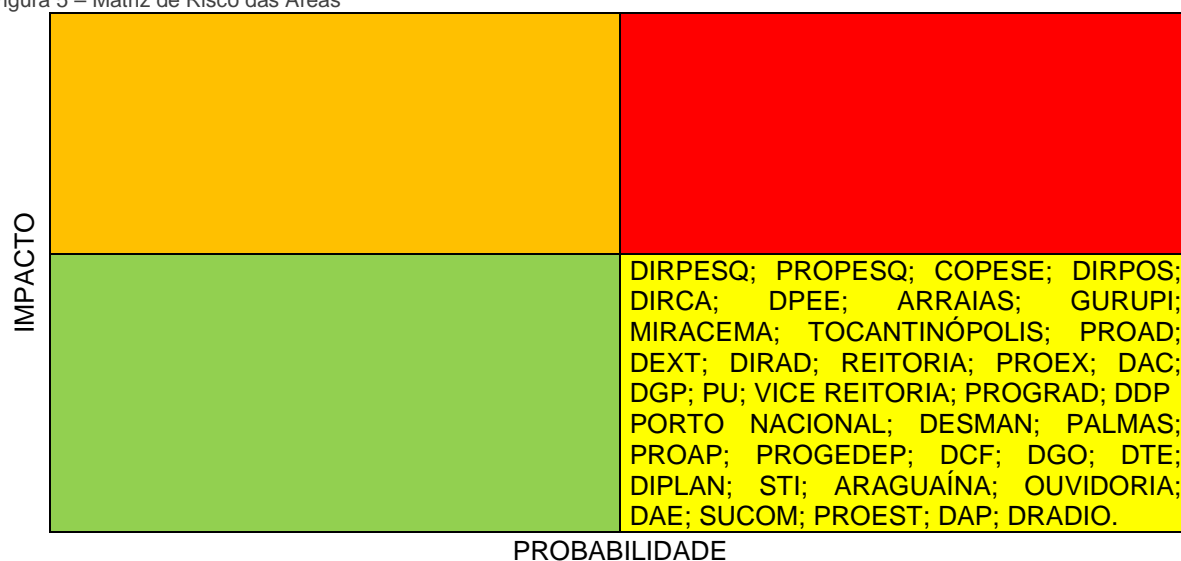 Figura 5 – Matriz de Risco das Áreas
IMPACTO
DIRPESQ; PROPESQ; COPESE; DIRPOS;
DIRCA; DPEE; ARRAIAS; GURUPI;
MIRACEMA; TOCANTINÓPOLIS; PROAD;
DEXT; DIRAD; REITORIA; PROEX; DAC;
DGP; PU; VICE REITORIA; PROGRAD; DDP
PORTO NACIONAL; DESMAN; PALMAS;
PROAP; PROGEDEP; DCF; DGO; DTE;
DIPLAN; STI; ARAGUAÍNA; OUVIDORIA;
DAE; SUCOM; PROEST; DAP; DRADIO.
PROBABILIDADE